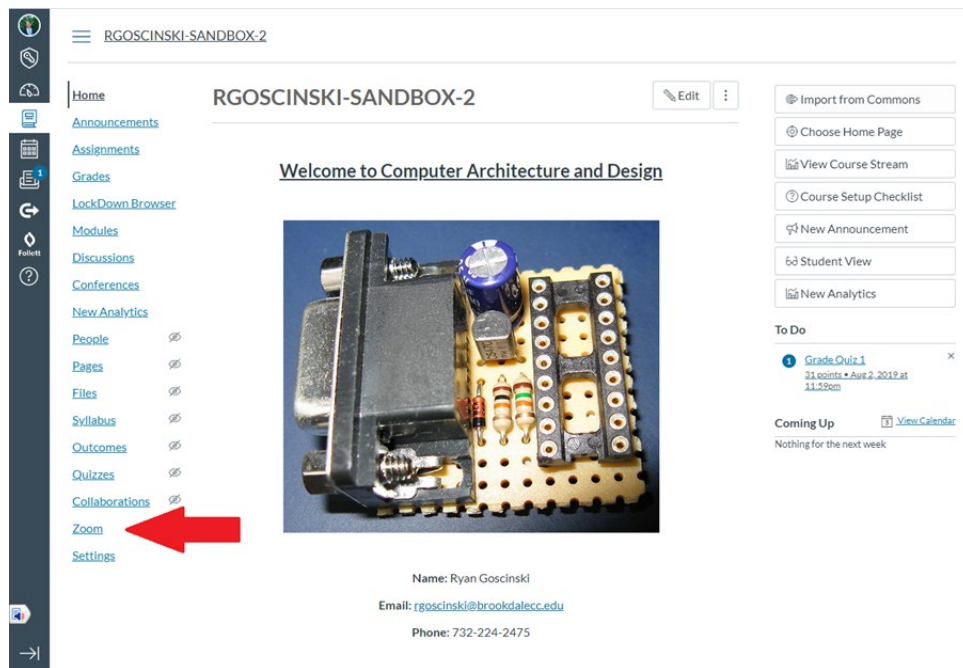 RGOSCINSKI-SANDBOX-2
1
Follett
Home
Announcements
Assignments
Grades
LockDown Browser
Modules
Discussions
Conferences
New Analytics
People
Pages
Files
Syllabus
Outcomes
Quizzes
Collaborations
Zoom
Settings
RGOSCINSKI-SANDBOX-2
Edit
Welcome to Computer Architecture and Design
Name: Ryan Goscinski
Email: rgoscinski@brookdalecc.edu
Phone: 732-224-2475
Import from Commons
Choose Home Page
View Course Stream
Course Setup Checklist
New Announcement
Student View
New Analytics
To Do
1
Grade Quiz 1
31 points • Aug 2, 2019 at
11:59pm
Coming Up
View Calendar
Nothing for the next week